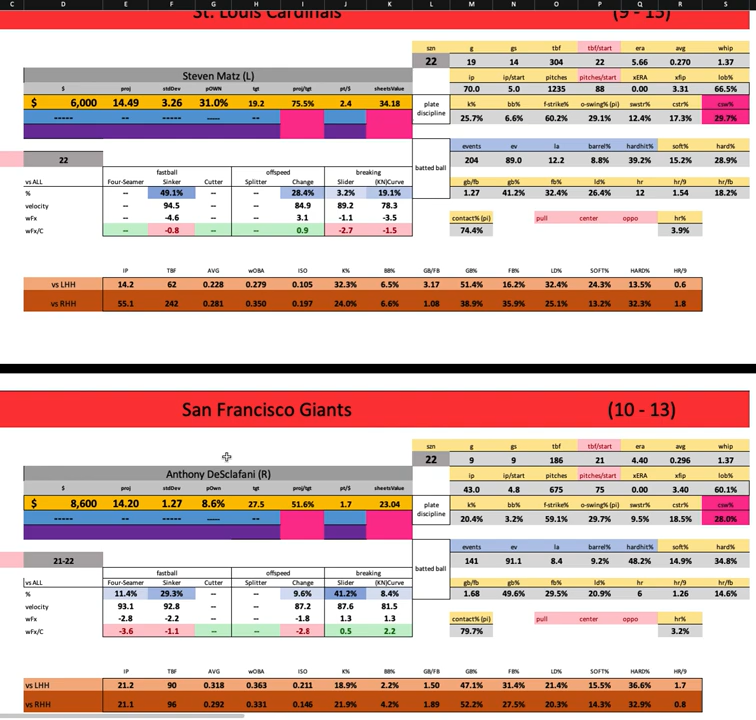 C D E F G H I J K L M N O P Q R S
St. Louis Cardinals (9 - 15)
szn g gs tbf tbf/start era avg whip
22 19 14 304 22 5.66 0.270 1.37
Steven Matz (L)
ip ip/start pitches pitches/start xERA xfip lob%
70.0 5.0 1235 88 0.00 3.31 66.5%
$ proj stdDev pOWN tgt proj/tgt pt/$ sheetsValue
$ 6,000 14.49 3.26 31.0% 19.2 75.5% 2.4 34.18
plate discipline
k% bb% f-strike% o-swing% (pi) swstr% cstr% csw%
25.7% 6.6% 60.2% 29.1% 12.4% 17.3% 29.7%
----- -- -- ----- --
batted ball
events ev la barrel% hardhit% soft% hard%
204 89.0 12.2 8.8% 39.2% 15.2% 28.9%
22
fastball offspeed breaking
vs ALL Four-Seamer Sinker Cutter Splitter Change Slider (KN)Curve
gb/fb gb% fb% ld% hr hr/9 hr/fb
1.27 41.2% 32.4% 26.4% 12 1.54 18.2%
% -- 49.1% -- -- 28.4% 3.2% 19.1%
velocity -- 94.5 -- -- 84.9 89.2 78.3
wFx -- -4.6 -- -- 3.1 -1.1 -3.5
wFx/C -- -0.8 -- -- 0.9 -2.7 -1.5
contact% (pi) pull center oppo hr%
74.4% 3.9%
IP TBF AVG wOBA ISO K% BB% GB/FB GB% FB% LD% SOFT% HARD% HR/9
vs LHH 14.2 62 0.228 0.279 0.105 32.3% 6.5% 3.17 51.4% 16.2% 32.4% 24.3% 13.5% 0.6
vs RHH 55.1 242 0.281 0.350 0.197 24.0% 6.6% 1.08 38.9% 35.9% 25.1% 13.2% 32.3% 1.8
San Francisco Giants (10 - 13)
szn g gs tbf tbf/start era avg whip
22 9 9 186 21 4.40 0.296 1.37
Anthony DeSclafani (R)
ip ip/start pitches pitches/start xERA xfip lob%
43.0 4.8 675 75 0.00 3.40 60.1%
$ proj stdDev pOwn tgt proj/tgt pt/$ sheetsValue
$ 8,600 14.20 1.27 8.6% 27.5 51.6% 1.7 23.04
plate discipline
k% bb% f-strike% o-swing% (pi) swstr% cstr% csw%
20.4% 3.2% 59.1% 29.7% 9.5% 18.5% 28.0%
----- -- -- ----- --
batted ball
events ev la barrel% hardhit% soft% hard%
141 91.1 8.4 9.2% 48.2% 14.9% 34.8%
21-22
fastball offspeed breaking
vs ALL Four-Seamer Sinker Cutter Splitter Change Slider (KN)Curve
gb/fb gb% fb% ld% hr hr/9 hr/fb
1.68 49.6% 29.5% 20.9% 6 1.26 14.6%
% 11.4% 29.3% -- -- 9.6% 41.2% 8.4%
velocity 93.1 92.8 -- -- 87.2 87.6 81.5
wFx -2.8 -2.2 -- -- -1.8 1.3 1.3
wFx/C -3.6 -1.1 -- -- -2.8 0.5 2.2
contact% (pi) pull center oppo hr%
79.7% 3.2%
IP TBF AVG wOBA ISO K% BB% GB/FB GB% FB% LD% SOFT% HARD% HR/9
vs LHH 21.2 90 0.318 0.363 0.211 18.9% 2.2% 1.50 47.1% 31.4% 21.4% 15.5% 36.6% 1.7
vs RHH 21.1 96 0.292 0.331 0.146 21.9% 4.2% 1.89 52.2% 27.5% 20.3% 14.3% 32.9% 0.8